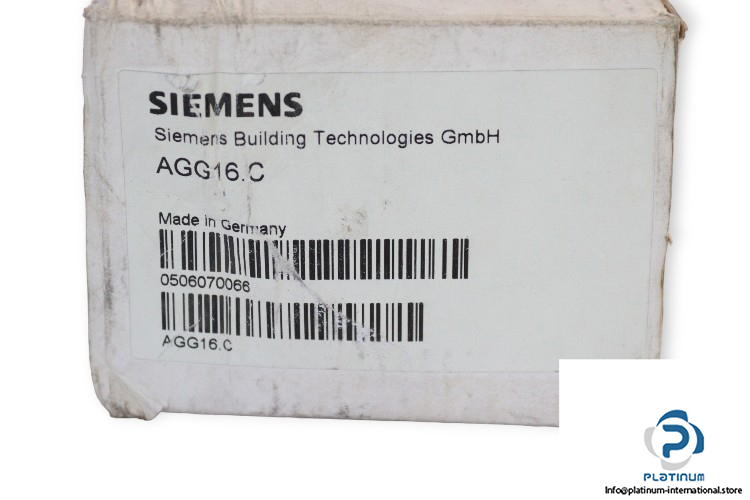 SIEMENS
Siemens Building Technologies GmbH
AGG16.C
Made in Germany
0506070066
AGG16.C
PLATINUM
Info@platinum-international.store